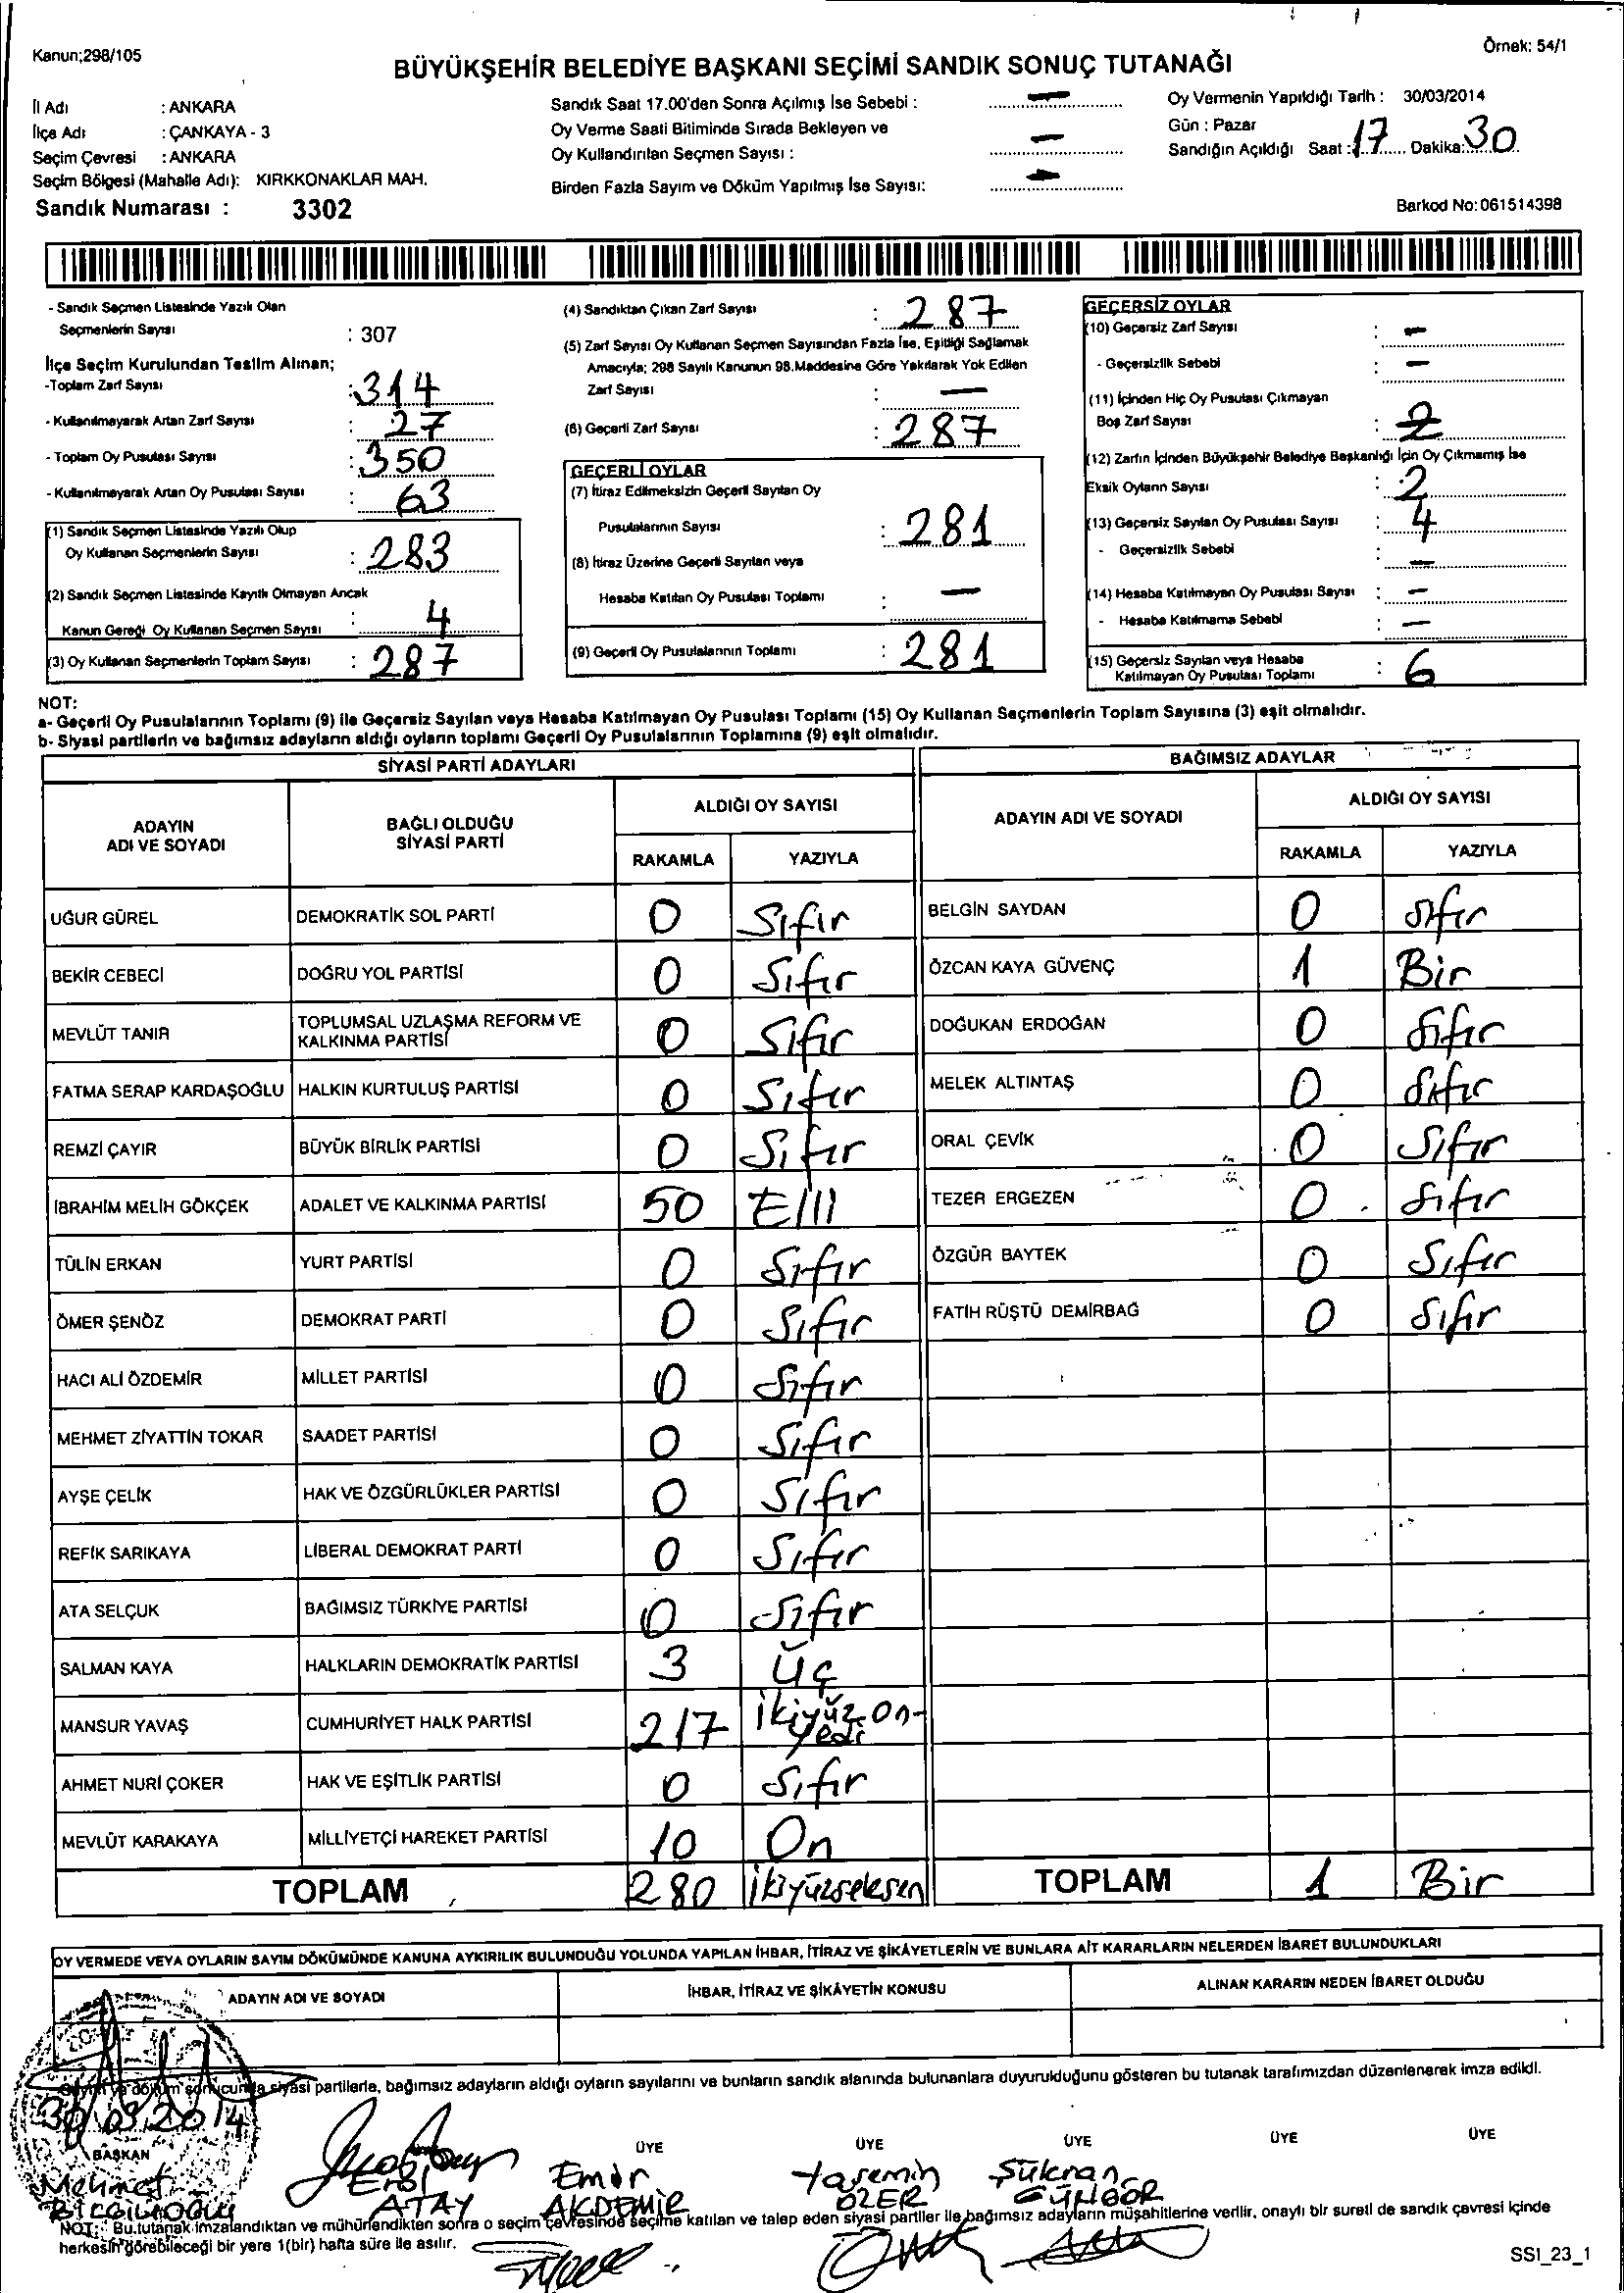 Kanun;298/105
Örnek: 54/1
BÜYÜKŞEHİR BELEDİYE BAŞKANI SEÇİMİ SANDIK SONUÇ TUTANAĞI
İl Adı : ANKARA
İlçe Adı : ÇANKAYA - 3
Seçim Çevresi : ANKARA
Seçim Bölgesi (Mahalle Adı): KIRKKONAKLAR MAH.
Sandık Numarası : 3302
Sandık Saat 17.00'den Sonra Açılmış İse Sebebi : —
Oy Verme Saati Bitiminde Sırada Bekleyen ve
Oy Kullandırılan Seçmen Sayısı : —
Birden Fazla Sayım ve Döküm Yapılmış İse Sayısı: —
Oy Vermenin Yapıldığı Tarih : 30/03/2014
Gün : Pazar
Sandığın Açıldığı Saat : 17 Dakika: 30
Barkod No: 061514398
- Sandık Seçmen Listesinde Yazılı Olan
Seçmenlerin Sayısı : 307
İlçe Seçim Kurulundan Teslim Alınan;
-Toplam Zarf Sayısı : 314
- Kullanılmayarak Artan Zarf Sayısı : 27
- Toplam Oy Pusulası Sayısı : 350
- Kullanılmayarak Artan Oy Pusulası Sayısı : 63
(1) Sandık Seçmen Listesinde Yazılı Olup
Oy Kullanan Seçmenlerin Sayısı : 283
(2) Sandık Seçmen Listesinde Kayıtlı Olmayan Ancak
Kanun Gereği Oy Kullanan Seçmen Sayısı : 4
(3) Oy Kullanan Seçmenlerin Toplam Sayısı : 287
(4) Sandıktan Çıkan Zarf Sayısı : 287
(5) Zarf Sayısı Oy Kullanan Seçmen Sayısından Fazla İse, Eşitliği Sağlamak
Amacıyla; 298 Sayılı Kanunun 98.Maddesine Göre Yakılarak Yok Edilen
Zarf Sayısı : —
(6) Geçerli Zarf Sayısı : 287
GEÇERLİ OYLAR
(7) İtiraz Edilmeksizin Geçerli Sayılan Oy
Pusulalarının Sayısı : 281
(8) İtiraz Üzerine Geçerli Sayılan veya
Hesaba Katılan Oy Pusulası Toplamı : —
(9) Geçerli Oy Pusulalarının Toplamı : 281
GEÇERSİZ OYLAR
(10) Geçersiz Zarf Sayısı : —
- Geçersizlik Sebebi : —
(11) İçinden Hiç Oy Pusulası Çıkmayan
Boş Zarf Sayısı :
(12) Zarfın İçinden Büyükşehir Belediye Başkanlığı İçin Oy Çıkmamış İse
Eksik Oyların Sayısı : 2
(13) Geçersiz Sayılan Oy Pusulası Sayısı : 4
- Geçersizlik Sebebi : —
(14) Hesaba Katılmayan Oy Pusulası Sayısı : —
- Hesaba Katılmama Sebebi : —
(15) Geçersiz Sayılan veya Hesaba
Katılmayan Oy Pusulası Toplamı : 6
NOT:
a- Geçerli Oy Pusulalarının Toplamı (9) ile Geçersiz Sayılan veya Hesaba Katılmayan Oy Pusulası Toplamı (15) Oy Kullanan Seçmenlerin Toplam Sayısına (3) eşit olmalıdır.
b- Siyasi partilerin ve bağımsız adayların aldığı oyların toplamı Geçerli Oy Pusulalarının Toplamına (9) eşit olmalıdır.
SİYASİ PARTİ ADAYLARI
ADAYIN
ADI VE SOYADI
BAĞLI OLDUĞU
SİYASİ PARTİ
ALDIĞI OY SAYISI
RAKAMLA YAZIYLA
UĞUR GÜREL DEMOKRATİK SOL PARTİ 0 Sıfır
BEKİR CEBECİ DOĞRU YOL PARTİSİ 0 Sıfır
MEVLÜT TANIR TOPLUMSAL UZLAŞMA REFORM VE
KALKINMA PARTİSİ 0 Sıfır
FATMA SERAP KARDAŞOĞLU HALKIN KURTULUŞ PARTİSİ 0 Sıfır
REMZİ ÇAYIR BÜYÜK BİRLİK PARTİSİ 0 Sıfır
İBRAHİM MELİH GÖKÇEK ADALET VE KALKINMA PARTİSİ 50 Elli
TÜLİN ERKAN YURT PARTİSİ 0 Sıfır
ÖMER ŞENÖZ DEMOKRAT PARTİ 0 Sıfır
HACI ALİ ÖZDEMİR MİLLET PARTİSİ 0 Sıfır
MEHMET ZİYATTİN TOKAR SAADET PARTİSİ 0 Sıfır
AYŞE ÇELİK HAK VE ÖZGÜRLÜKLER PARTİSİ 0 Sıfır
REFİK SARIKAYA LİBERAL DEMOKRAT PARTİ 0 Sıfır
ATA SELÇUK BAĞIMSIZ TÜRKİYE PARTİSİ 0 Sıfır
SALMAN KAYA HALKLARIN DEMOKRATİK PARTİSİ 3 Üç
MANSUR YAVAŞ CUMHURİYET HALK PARTİSİ 217 İkiyüz On-
yedi
AHMET NURİ ÇOKER HAK VE EŞİTLİK PARTİSİ 0 Sıfır
MEVLÜT KARAKAYA MİLLİYETÇİ HAREKET PARTİSİ 10 On
TOPLAM 280 İkiyüzseksen
BAĞIMSIZ ADAYLAR
ADAYIN ADI VE SOYADI
ALDIĞI OY SAYISI
RAKAMLA YAZIYLA
BELGİN SAYDAN 0 Sıfır
ÖZCAN KAYA GÜVENÇ 1 Bir
DOĞUKAN ERDOĞAN 0 Sıfır
MELEK ALTINTAŞ 0 Sıfır
ORAL ÇEVİK 0 Sıfır
TEZER ERGEZEN 0 Sıfır
ÖZGÜR BAYTEK 0 Sıfır
FATİH RÜŞTÜ DEMİRBAĞ 0 Sıfır
TOPLAM 1 Bir
OY VERMEDE VEYA OYLARIN SAYIM DÖKÜMÜNDE KANUNA AYKIRILIK BULUNDUĞU YOLUNDA YAPILAN İHBAR, İTİRAZ VE ŞİKÂYETLERİN VE BUNLARA AİT KARARLARIN NELERDEN İBARET BULUNDUKLARI
ADAYIN ADI VE SOYADI
İHBAR, İTİRAZ VE ŞİKÂYETİN KONUSU
ALINAN KARARIN NEDEN İBARET OLDUĞU
Sayım ve döküm sonucunda siyasi partilerle, bağımsız adayların aldığı oyların sayılarını ve bunların sandık alanında bulunanlara duyurulduğunu gösteren bu tutanak tarafımızdan düzenlenerek imza edildi.
30/03/2014
BAŞKAN ÜYE ÜYE ÜYE ÜYE ÜYE
Mehmet
ATAY
Emir
AKDEMİR
Yasemin
ÖZER
Şükran
GÜNGÖR
NOT: Bu tutanak imzalandıktan ve mühürlendikten sonra o seçim çevresinde seçime katılan ve talep eden siyasi partiler ile bağımsız adayların müşahitlerine verilir, onaylı bir sureti de sandık çevresi içinde
herkesin görebileceği bir yere 1(bir) hafta süre ile asılır.
SSI_23_1